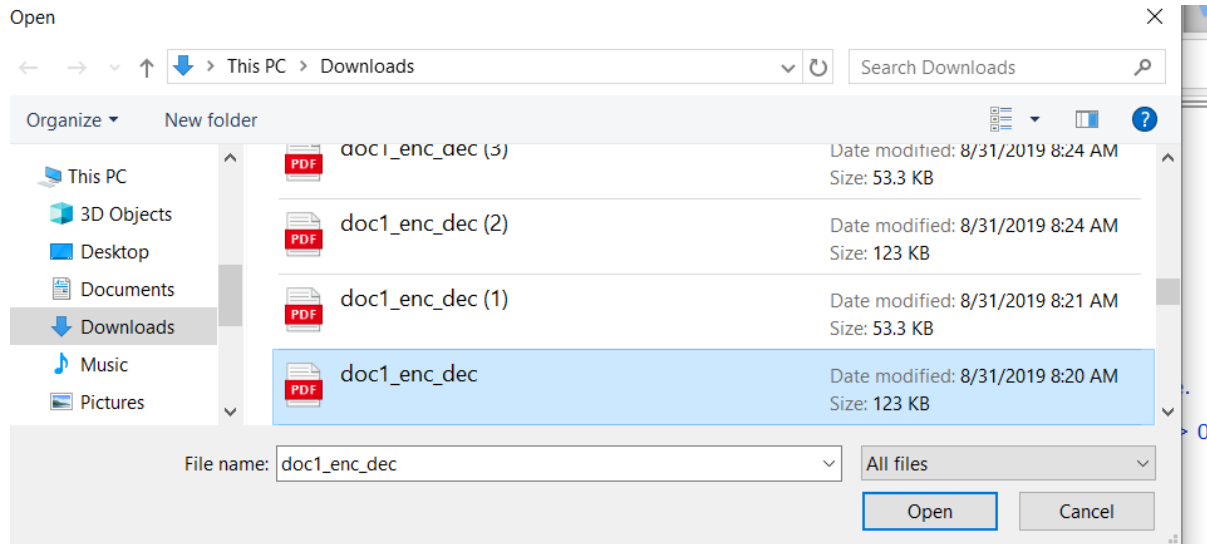 Open
This PC > Downloads
Search Downloads
Organize
New folder
?
This PC
3D Objects
Desktop
Documents
Downloads
Music
Pictures
PDF doc1_enc_dec (3) Date modified: 8/31/2019 8:24 AM
Size: 53.3 KB
PDF doc1_enc_dec (2) Date modified: 8/31/2019 8:24 AM
Size: 123 KB
PDF doc1_enc_dec (1) Date modified: 8/31/2019 8:21 AM
Size: 53.3 KB
PDF doc1_enc_dec Date modified: 8/31/2019 8:20 AM
Size: 123 KB
File name: doc1_enc_dec
All files
Open
Cancel